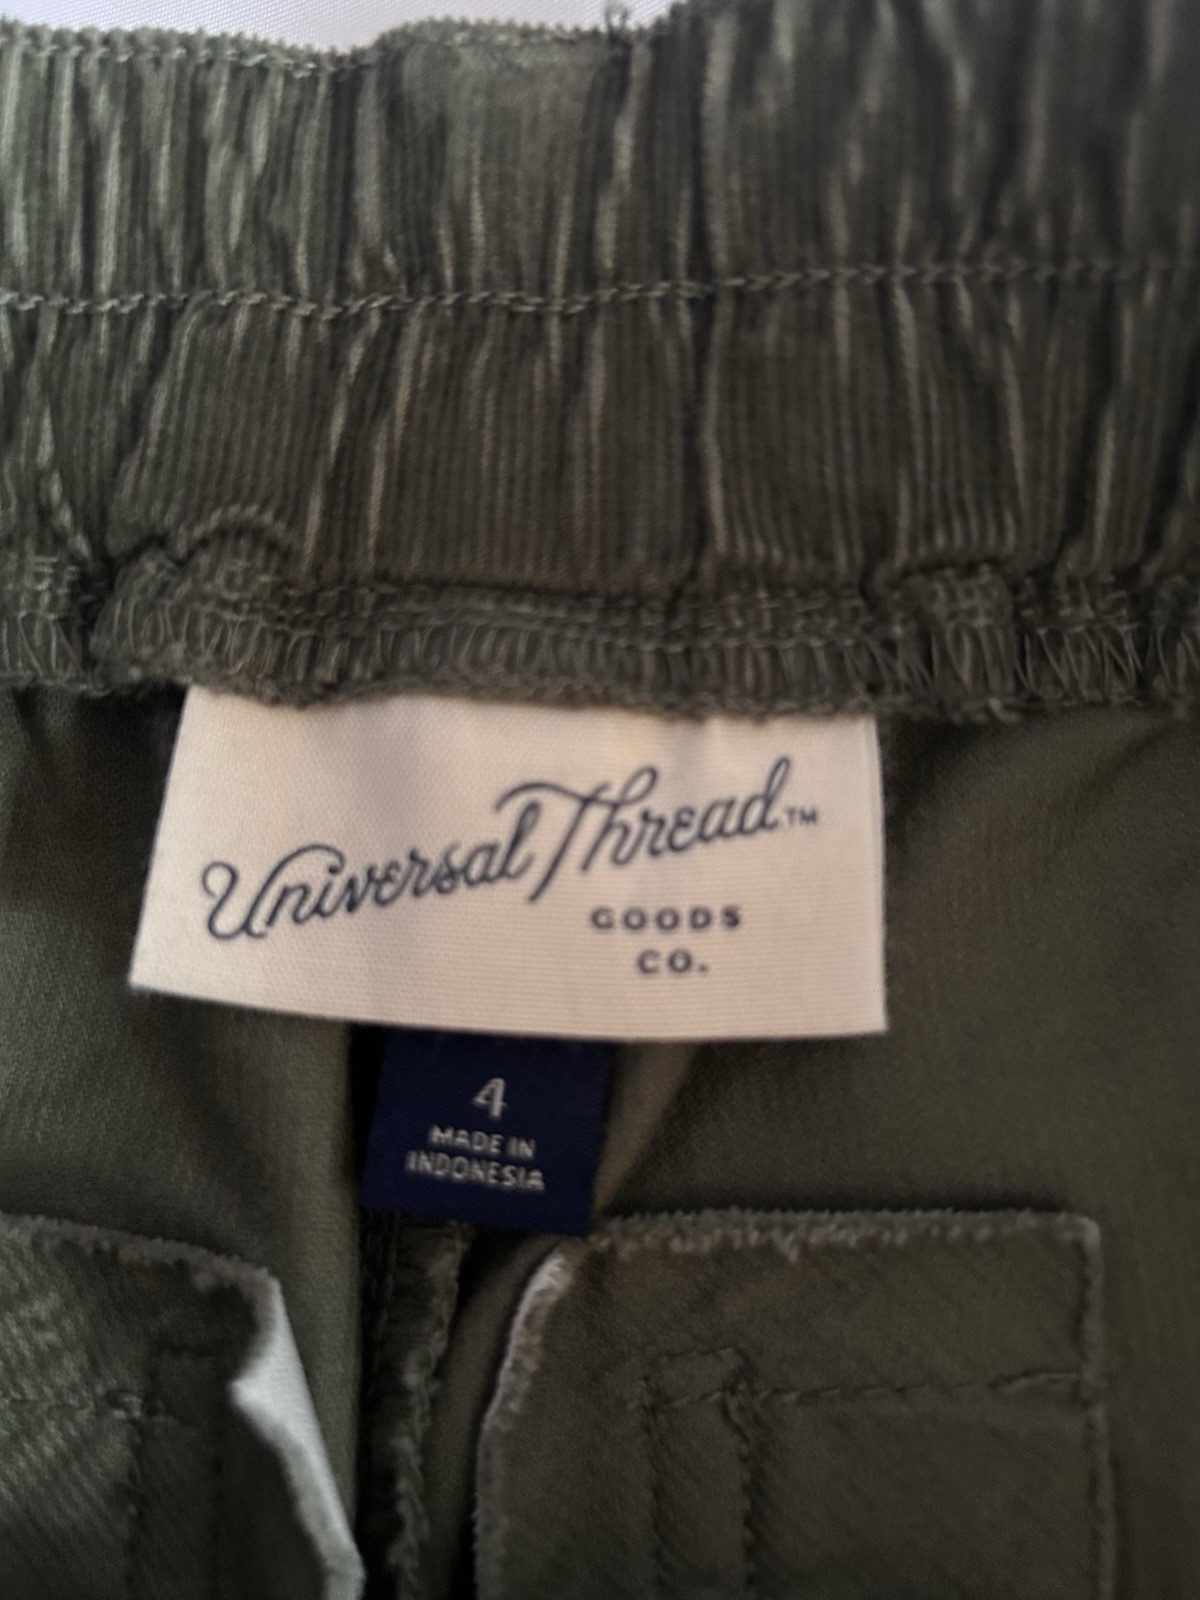 Universal Thread™
GOODS
CO.
4
MADE IN
INDONESIA